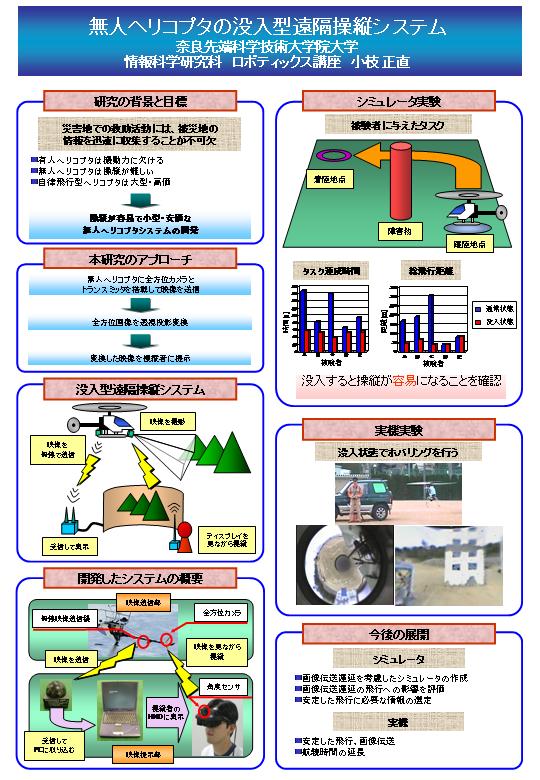 無人ヘリコプタの没入型遠隔操縦システム
奈良先端科学技術大学院大学
情報科学研究科 ロボティックス講座 小枝 正直
研究の背景と目標
災害地での救助活動には、被災地の
情報を迅速に収集することが不可欠
■有人ヘリコプタは機動力に欠ける
■無人ヘリコプタは操縦が難しい
■自律飛行型ヘリコプタは大型・高価
操縦が容易で小型・安価な
無人ヘリコプタシステムの開発
本研究のアプローチ
無人ヘリコプタに全方位カメラと
トランスミッタを搭載して映像を送信
全方位画像を透視投影変換
変換した映像を操縦者に提示
没入型遠隔操縦システム
映像を撮影
映像を
無線で送信
受信して表示
ディスプレイを
見ながら操縦
開発したシステムの概要
映像送信部
無線映像送信機
全方位カメラ
映像を送信
映像を見ながら
操縦
角度センサ
操縦者の
HMDに表示
受信して
PCに取り込む
映像提示部
シミュレータ実験
被験者に与えたタスク
着陸地点
障害物
離陸地点
タスク達成時間
総飛行距離
時間[s]
距離[m]
A B C D E
A B C D E
被験者
被験者
通常状態
没入状態
没入すると操縦が容易になることを確認
実機実験
没入状態でホバリングを行う
今後の展開
シミュレータ
■画像伝送遅延を考慮したシミュレータの作成
■画像伝送遅延の飛行への影響を評価
■安定した飛行に必要な情報の選定
実機
■安定した飛行、画像伝送
■航続時間の延長